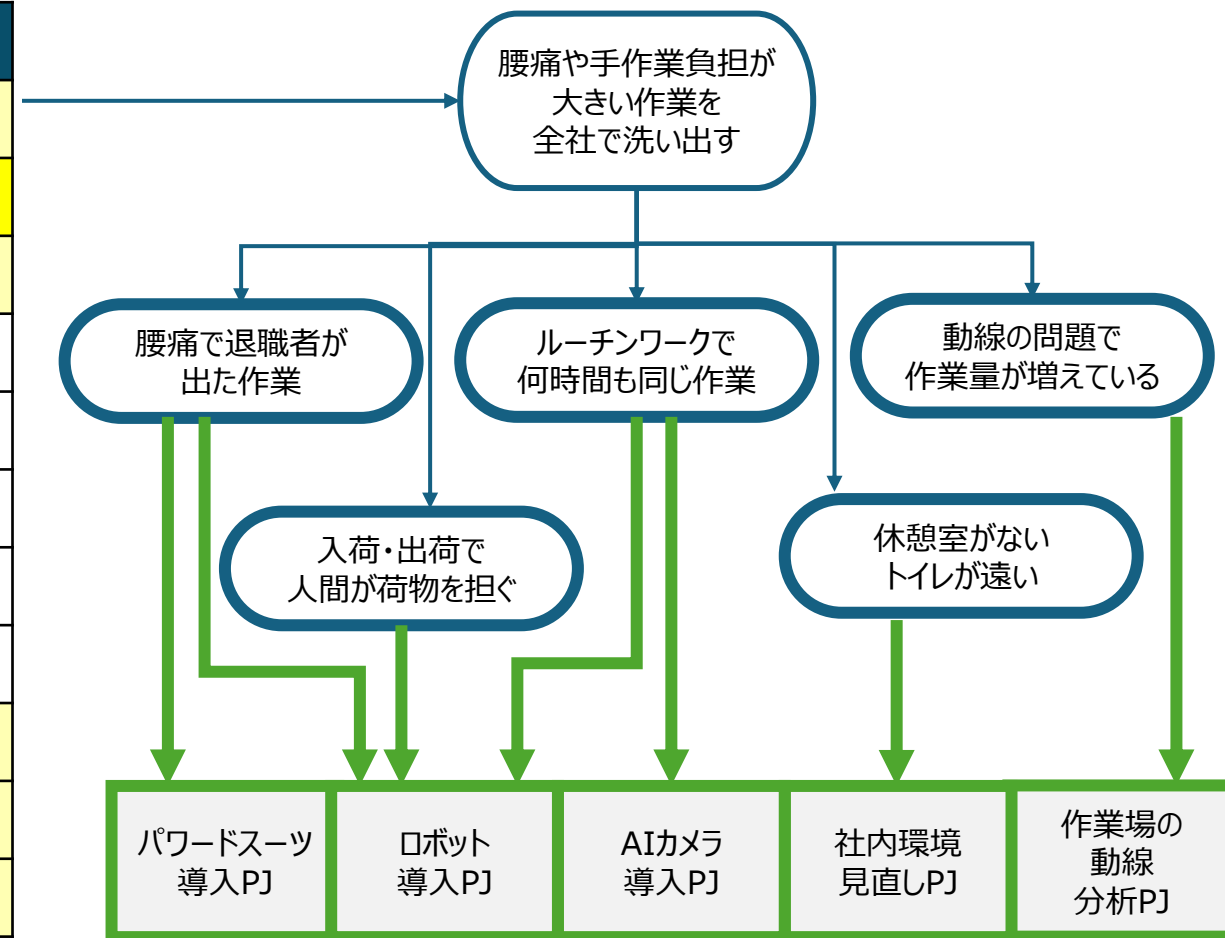 腰痛や手作業負担が
大きい作業を
全社で洗い出す
腰痛で退職者が
出た作業
ルーチンワークで
何時間も同じ作業
動線の問題で
作業量が増えている
入荷・出荷で
人間が荷物を担ぐ
休憩室がない
トイレが遠い
パワードスーツ
導入PJ
ロボット
導入PJ
AIカメラ
導入PJ
社内環境
見直しPJ
作業場の
動線
分析PJ